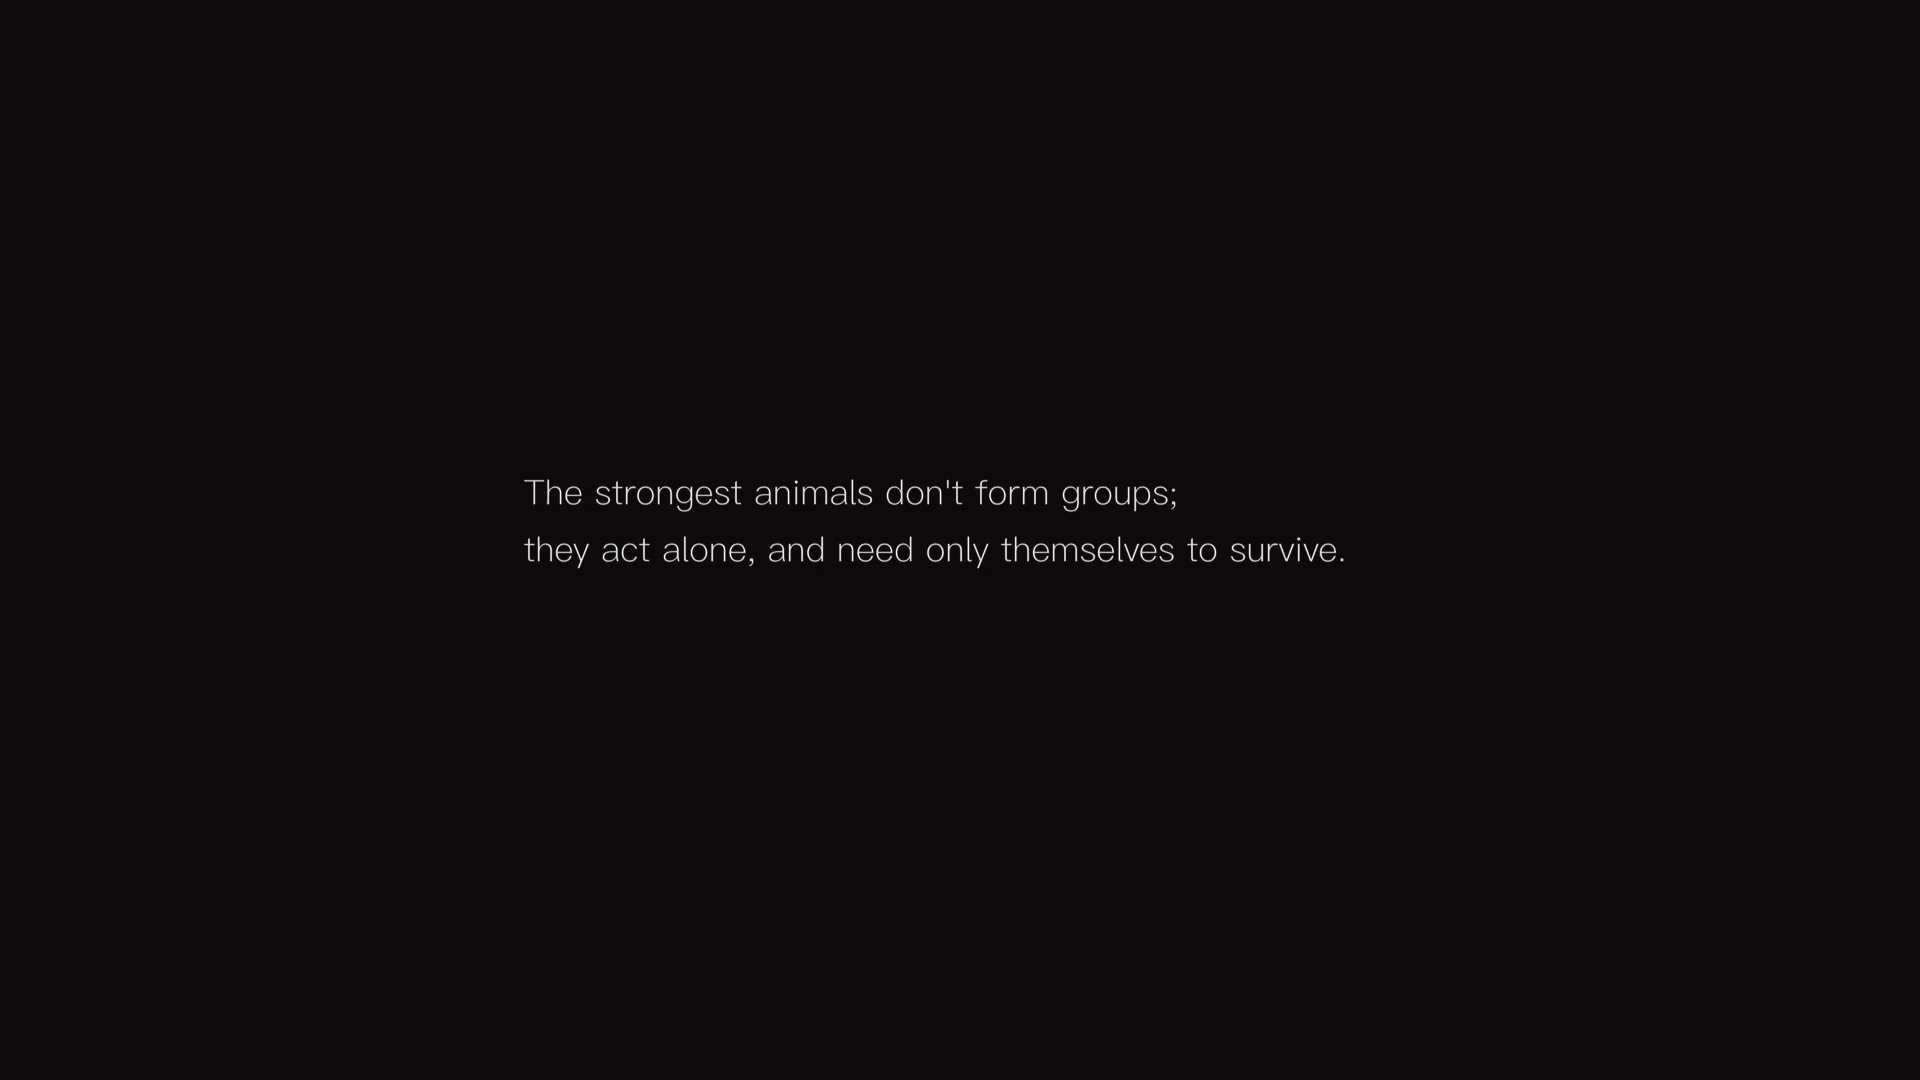 The strongest animals don't form groups;
they act alone, and need only themselves to survive.